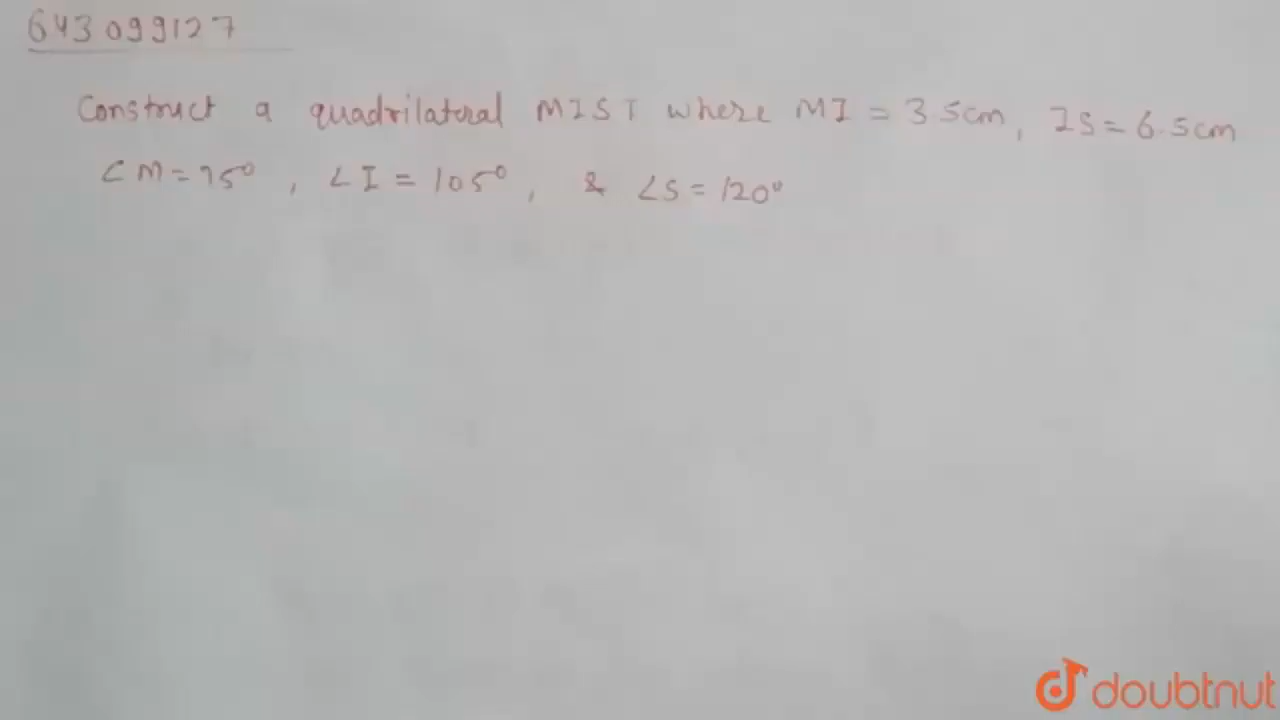 643099127
Construct a quadrilateral MIST where MI = 3.5cm, IS = 6.5cm
∠M = 75°, ∠I = 105°, & ∠S = 120°
doubtnut